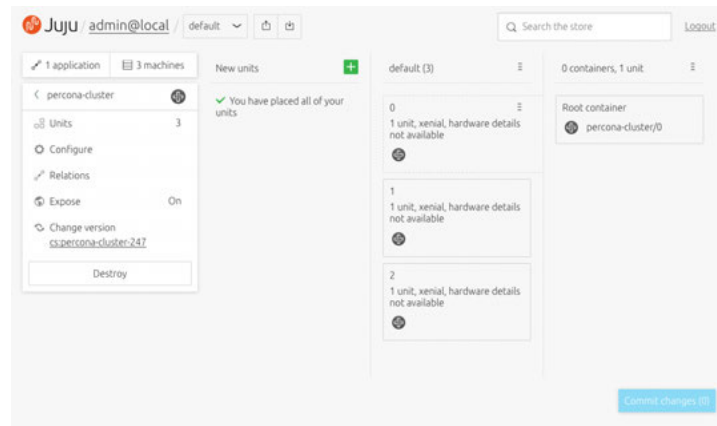 Juju / admin@local / default
Search the store
Logout
1 application
3 machines
percona-cluster
Units 3
Configure
Relations
Expose On
Change version
cs:percona-cluster-247
Destroy
New units
You have placed all of your
units
default (3)
0
1 unit, xenial, hardware details
not available
1
1 unit, xenial, hardware details
not available
2
1 unit, xenial, hardware details
not available
0 containers, 1 unit
Root container
percona-cluster/0
Commit changes (0)